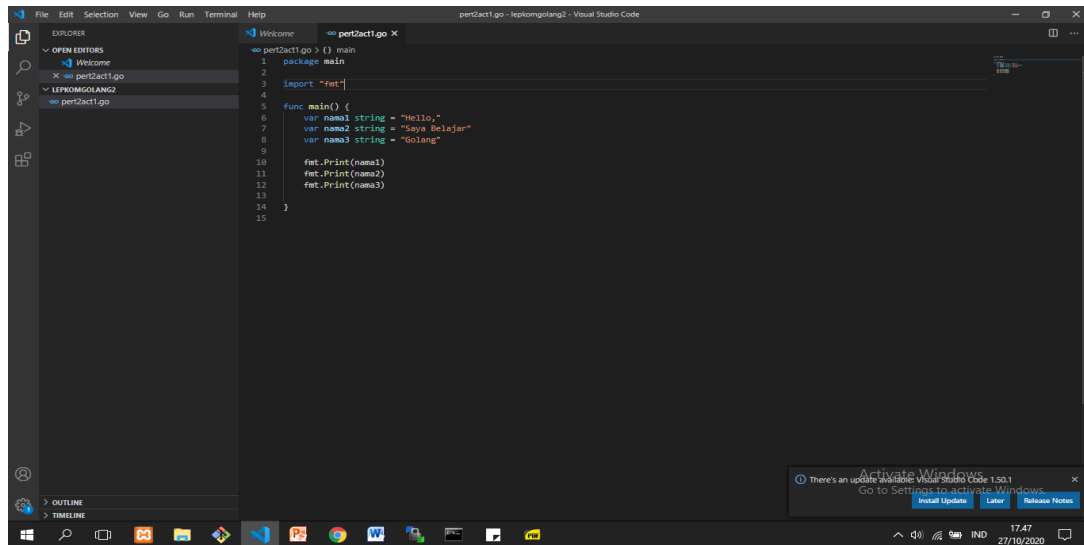 File Edit Selection View Go Run Terminal Help
pert2act1.go - lepkomgolang2 - Visual Studio Code
EXPLORER
OPEN EDITORS
Welcome
pert2act1.go
LEPKOMGOLANG2
pert2act1.go
OUTLINE
TIMELINE
Welcome pert2act1.go
pert2act1.go > {} main
1 package main
2
3 import "fmt"
4
5 func main() {
6 var nama1 string = "Hello,"
7 var nama2 string = "Saya Belajar"
8 var nama3 string = "Golang"
9
10 fmt.Print(nama1)
11 fmt.Print(nama2)
12 fmt.Print(nama3)
13
14 }
15
Activate Windows
Go to Settings to activate Windows.
There's an update available: Visual Studio Code 1.50.1
Install Update Later Release Notes
IND
17.47
27/10/2020